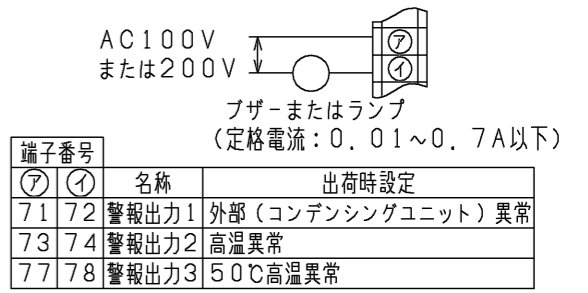 AC100V
または200V
㋐
㋑
ブザーまたはランプ
(定格電流:0.01~0.7A以下)
端子番号
㋐ ㋑ 名称 出荷時設定
71 72 警報出力1 外部(コンデンシングユニット)異常
73 74 警報出力2 高温異常
77 78 警報出力3 50℃高温異常